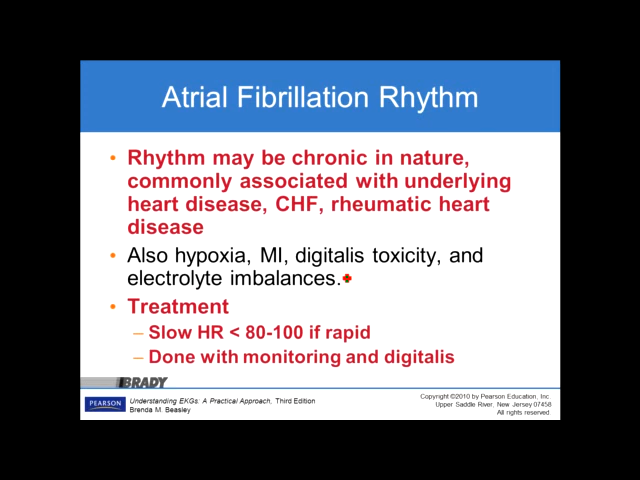 Atrial Fibrillation Rhythm
• Rhythm may be chronic in nature,
commonly associated with underlying
heart disease, CHF, rheumatic heart
disease
• Also hypoxia, MI, digitalis toxicity, and
electrolyte imbalances.
• Treatment
– Slow HR < 80-100 if rapid
– Done with monitoring and digitalis
BRADY
PEARSON
Understanding EKGs: A Practical Approach, Third Edition
Brenda M. Beasley
Copyright ©2010 by Pearson Education, Inc.
Upper Saddle River, New Jersey 07458
All rights reserved.